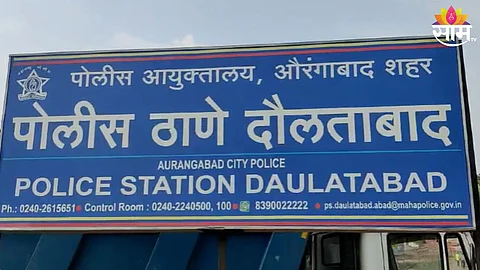 साम tv
पोलीस आयुक्तालय, औरंगाबाद शहर
पोलीस ठाणे दौलताबाद
AURANGABAD CITY POLICE
POLICE STATION DAULATABAD
Ph.: 0240-2615651 • Control Room : 0240-2240500, 100 • 8390022222 • ps.daulatabad.abad@mahapolice.gov.in